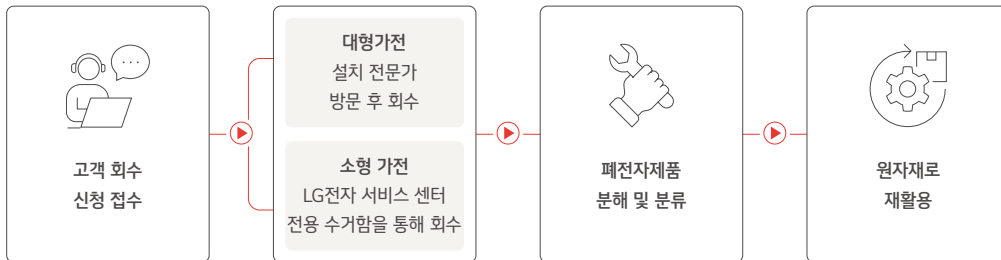 고객 회수
신청 접수
대형가전
설치 전문가
방문 후 회수
소형 가전
LG전자 서비스 센터
전용 수거함을 통해 회수
폐전자제품
분해 및 분류
원자재로
재활용